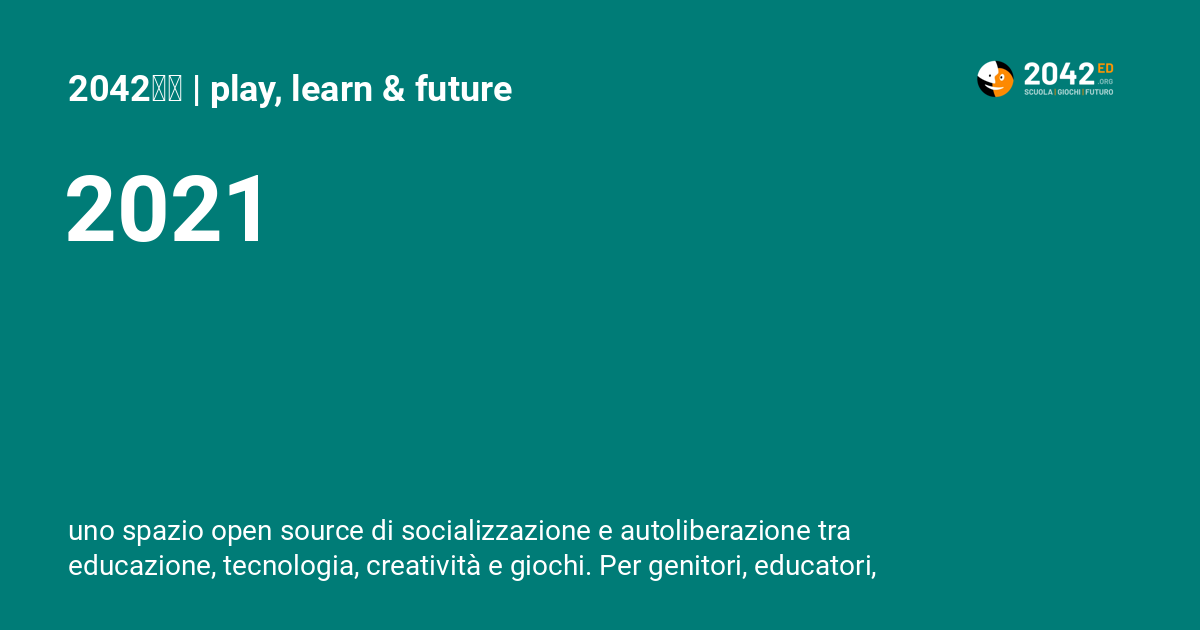 2042 | play, learn & future
2042ED
.ORG
SCUOLA|GIOCHI|FUTURO
2021
uno spazio open source di socializzazione e autoliberazione tra
educazione, tecnologia, creatività e giochi. Per genitori, educatori,